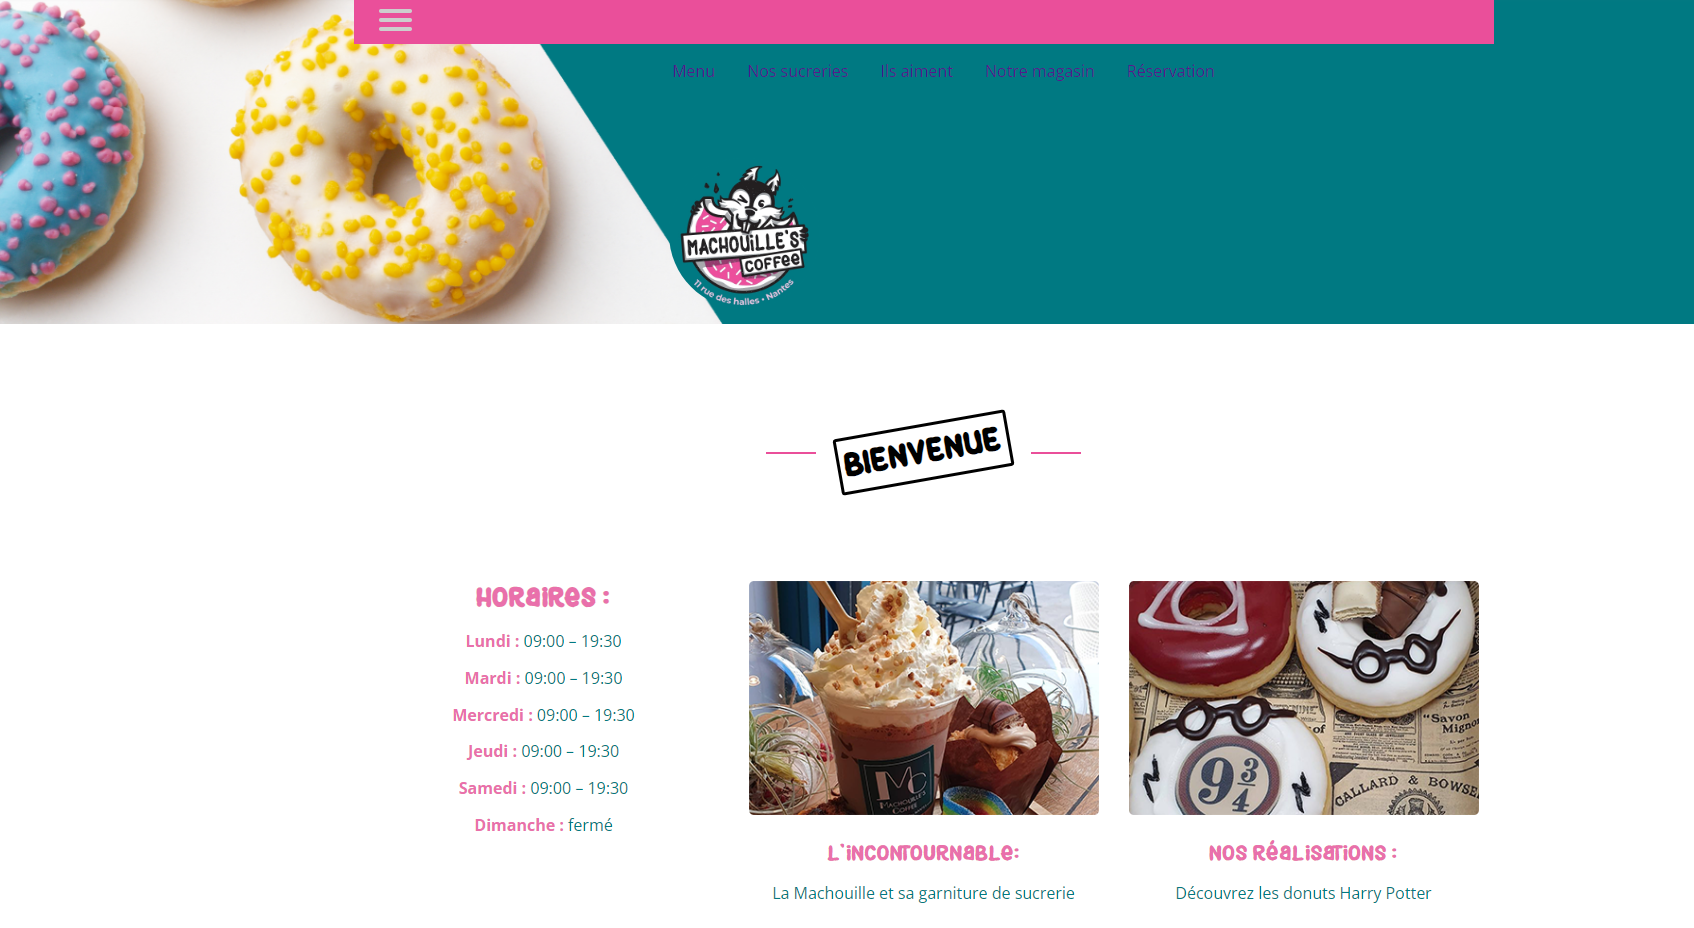 Menu Nos sucreries Ils aiment Notre magasin Réservation
MACHOUILLE'S
COFFEE
11 rue des halles • Nantes
BIENVENUE
Horaires :
Lundi : 09:00 – 19:30
Mardi : 09:00 – 19:30
Mercredi : 09:00 – 19:30
Jeudi : 09:00 – 19:30
Samedi : 09:00 – 19:30
Dimanche : fermé
MC
MACHOUILLE'S
COFFEE
"Savon
Mignon
CALLARD & BOWSE
9 3/4
L'incontournable:
La Machouille et sa garniture de sucrerie
Nos Réalisations :
Découvrez les donuts Harry Potter